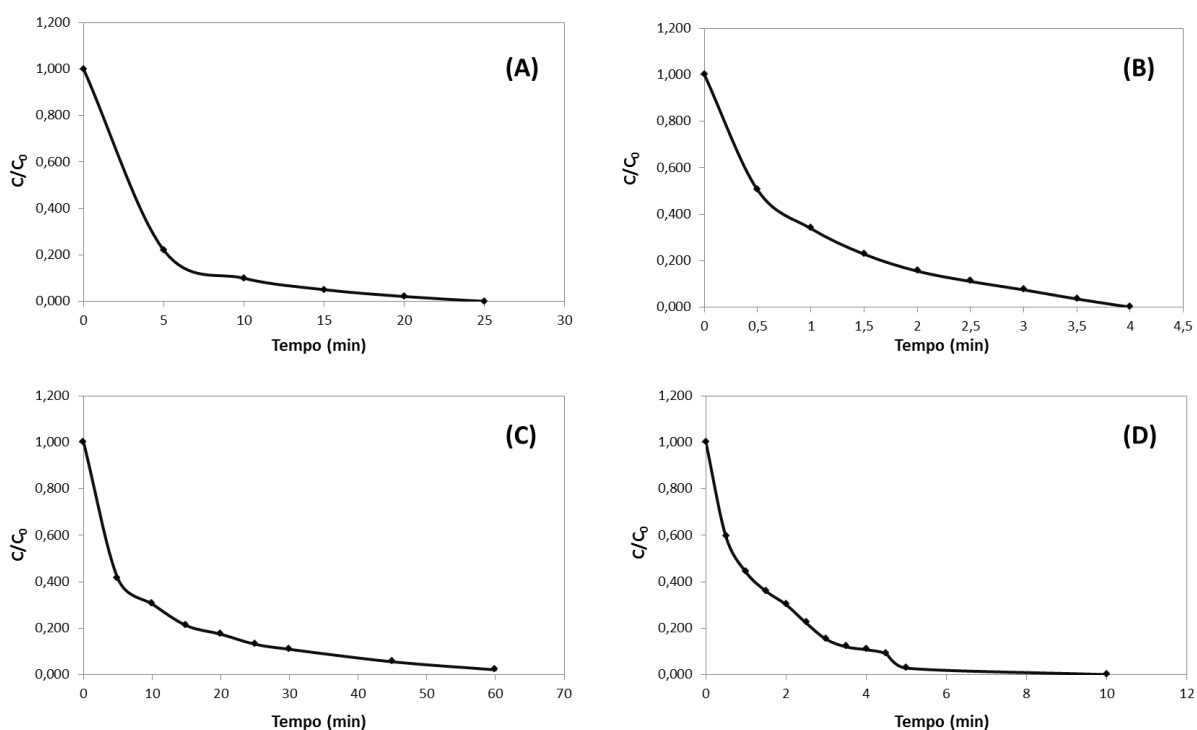 1,200
1,000
0,800
0,600
0,400
0,200
0,000
C/C₀
(A)
0 5 10 15 20 25 30
Tempo (min)
1,200
1,000
0,800
0,600
0,400
0,200
0,000
C/C₀
(B)
0 0,5 1 1,5 2 2,5 3 3,5 4 4,5
Tempo (min)
1,200
1,000
0,800
0,600
0,400
0,200
0,000
C/C₀
(C)
0 10 20 30 40 50 60 70
Tempo (min)
1,200
1,000
0,800
0,600
0,400
0,200
0,000
C/C₀
(D)
0 2 4 6 8 10 12
Tempo (min)